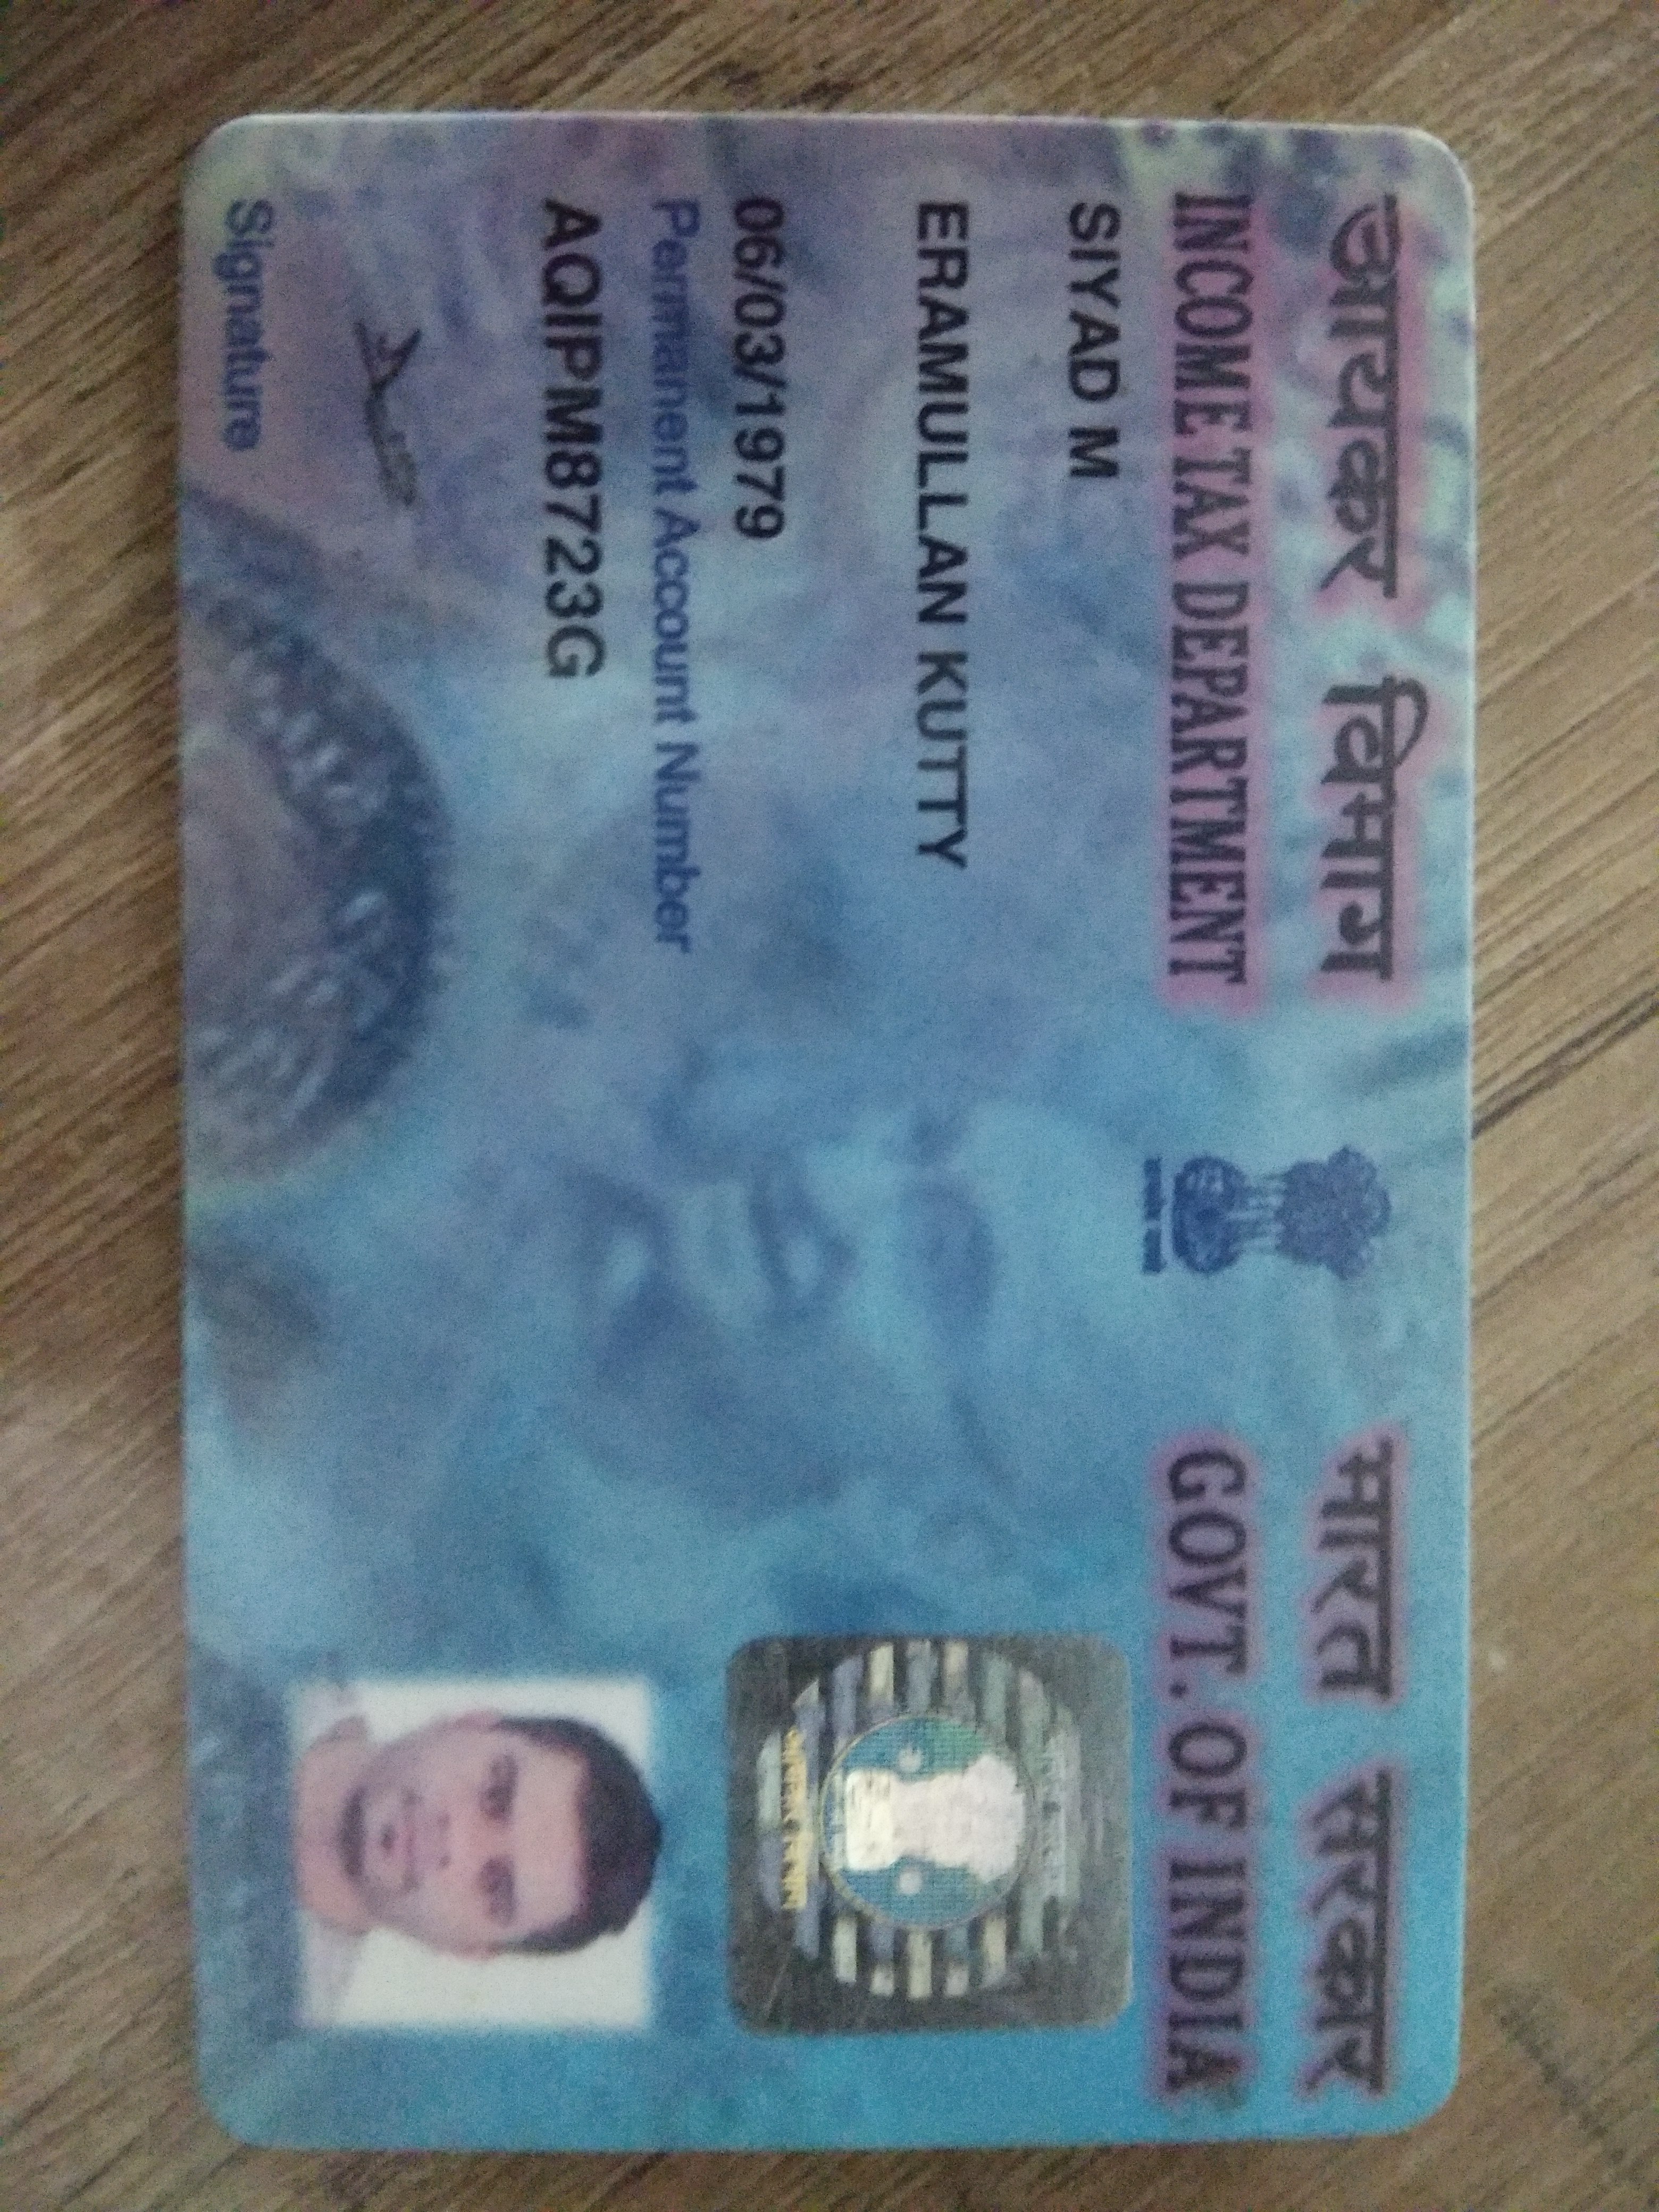 आयकर विभाग
INCOME TAX DEPARTMENT
भारत सरकार
GOVT. OF INDIA
SIYAD M
ERAMULLAN KUTTY
06/03/1979
Permanent Account Number
AQIPM8723G
Signature